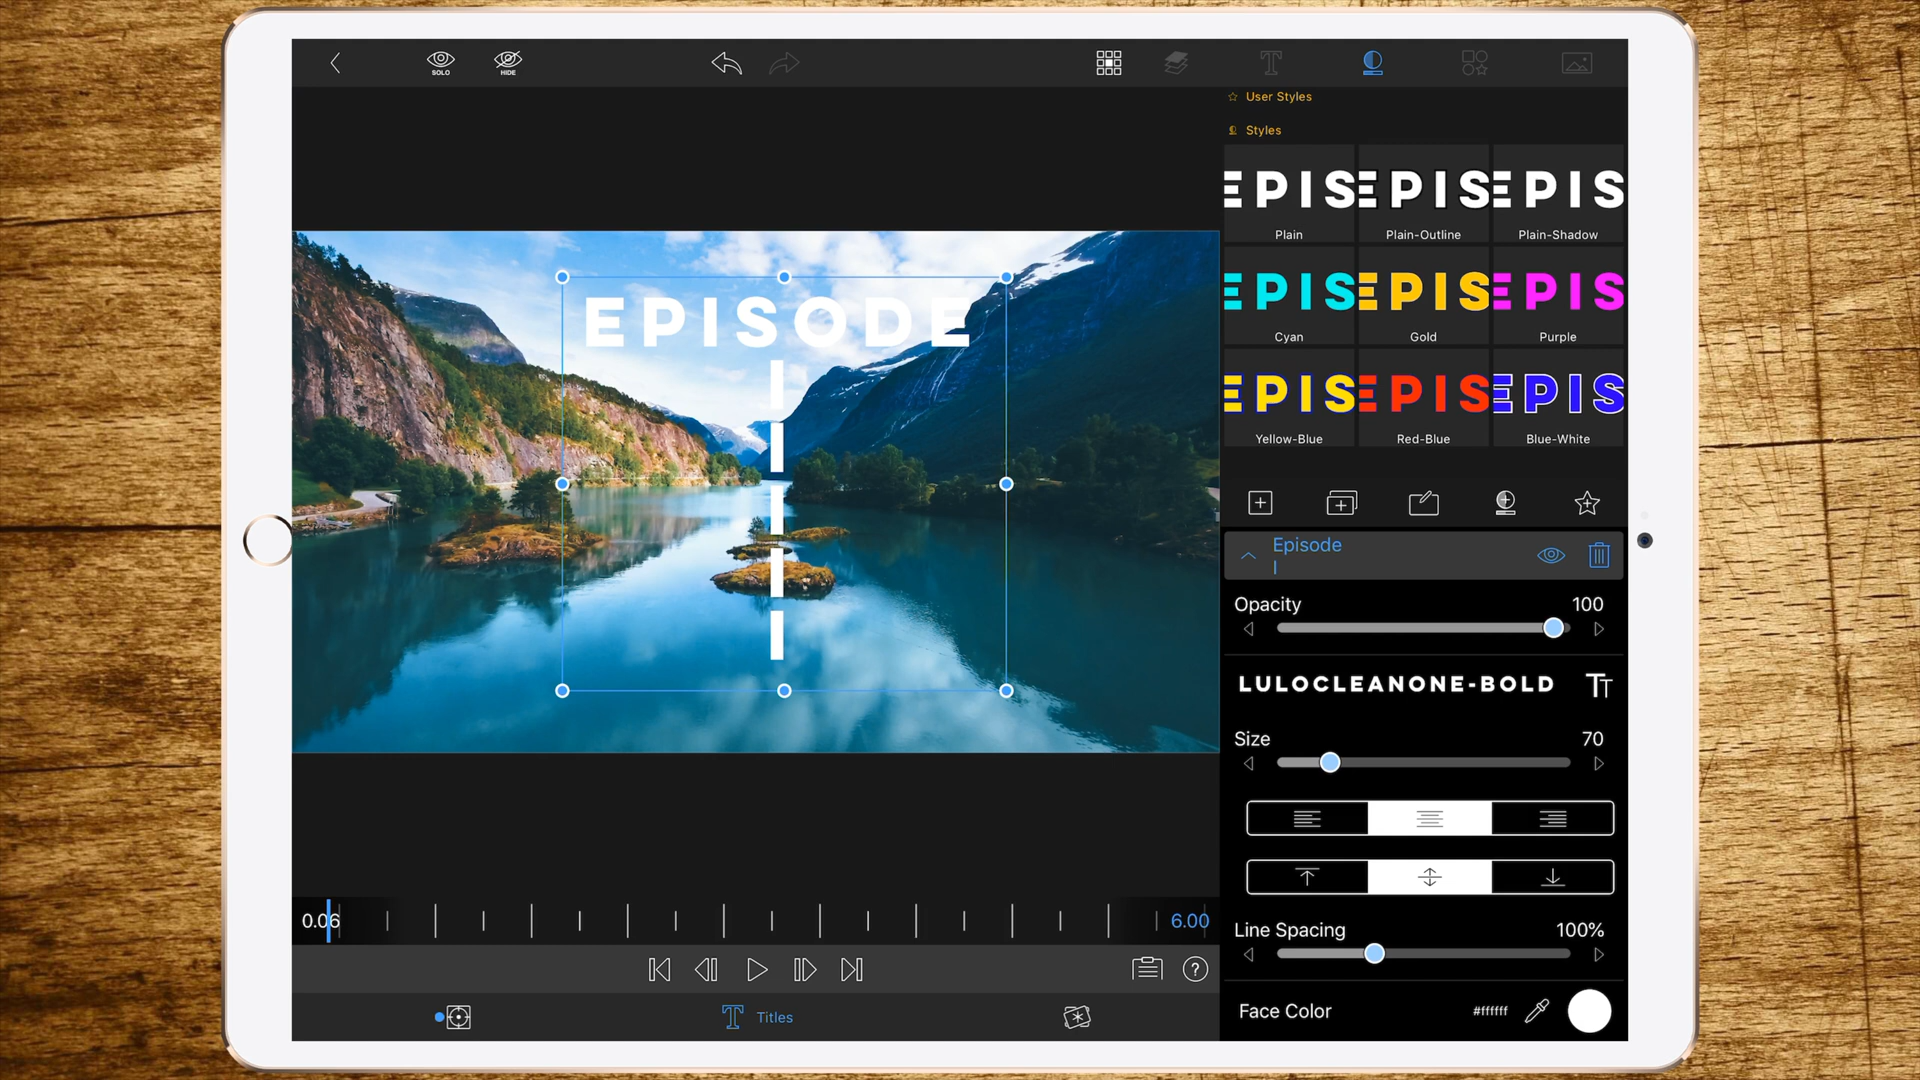 SOLO
HIDE
User Styles
Styles
EPIS EPIS EPIS
Plain Plain-Outline Plain-Shadow
EPIS EPIS EPIS
Cyan Gold Purple
EPIS EPIS EPIS
Yellow-Blue Red-Blue Blue-White
EPISODE
I
I
I
I
I
Episode
I
Opacity 100
LULOCLEANONE-BOLD
Size 70
Line Spacing 100%
Face Color #ffffff
0.06 6.00
Titles